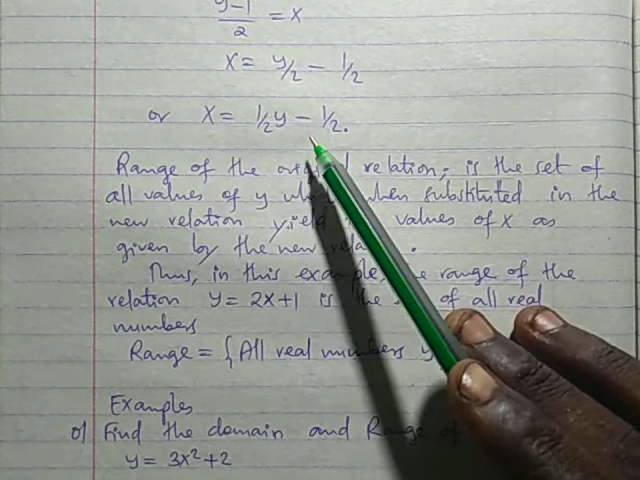 y-1/2 = x
x = y/2 - 1/2
or x = 1/2y - 1/2.
Range of the relation, is the set of
all values of y when substituted in the
new relation yield values of x as
given by the new
Thus, in this example, range of the
relation y = 2x+1 is the of all real
numbers
Range = { All real numbers y
Examples
01 Find the domain and Range of
y = 3x²+2